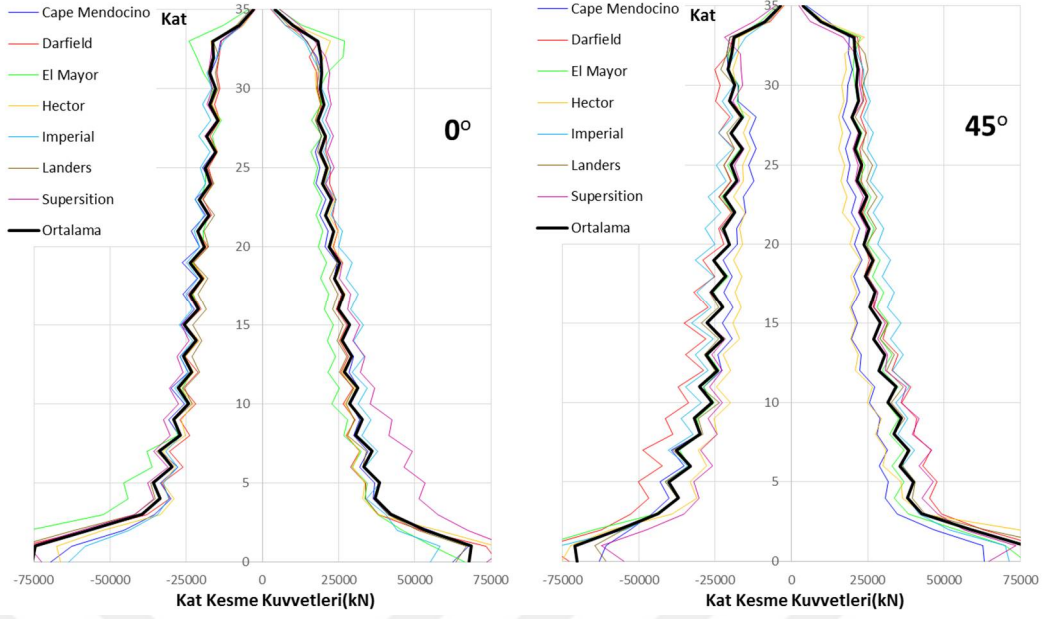 Kat
Cape Mendocino
Darfield
El Mayor
Hector
Imperial
Landers
Supersition
Ortalama
0°
35
30
25
20
15
10
5
0
-75000 -50000 -25000 0 25000 50000 75000
Kat Kesme Kuvvetleri(kN)
Kat
Cape Mendocino
Darfield
El Mayor
Hector
Imperial
Landers
Supersition
Ortalama
45°
35
30
25
20
15
10
5
0
-75000 -50000 -25000 0 25000 50000 75000
Kat Kesme Kuvvetleri(kN)